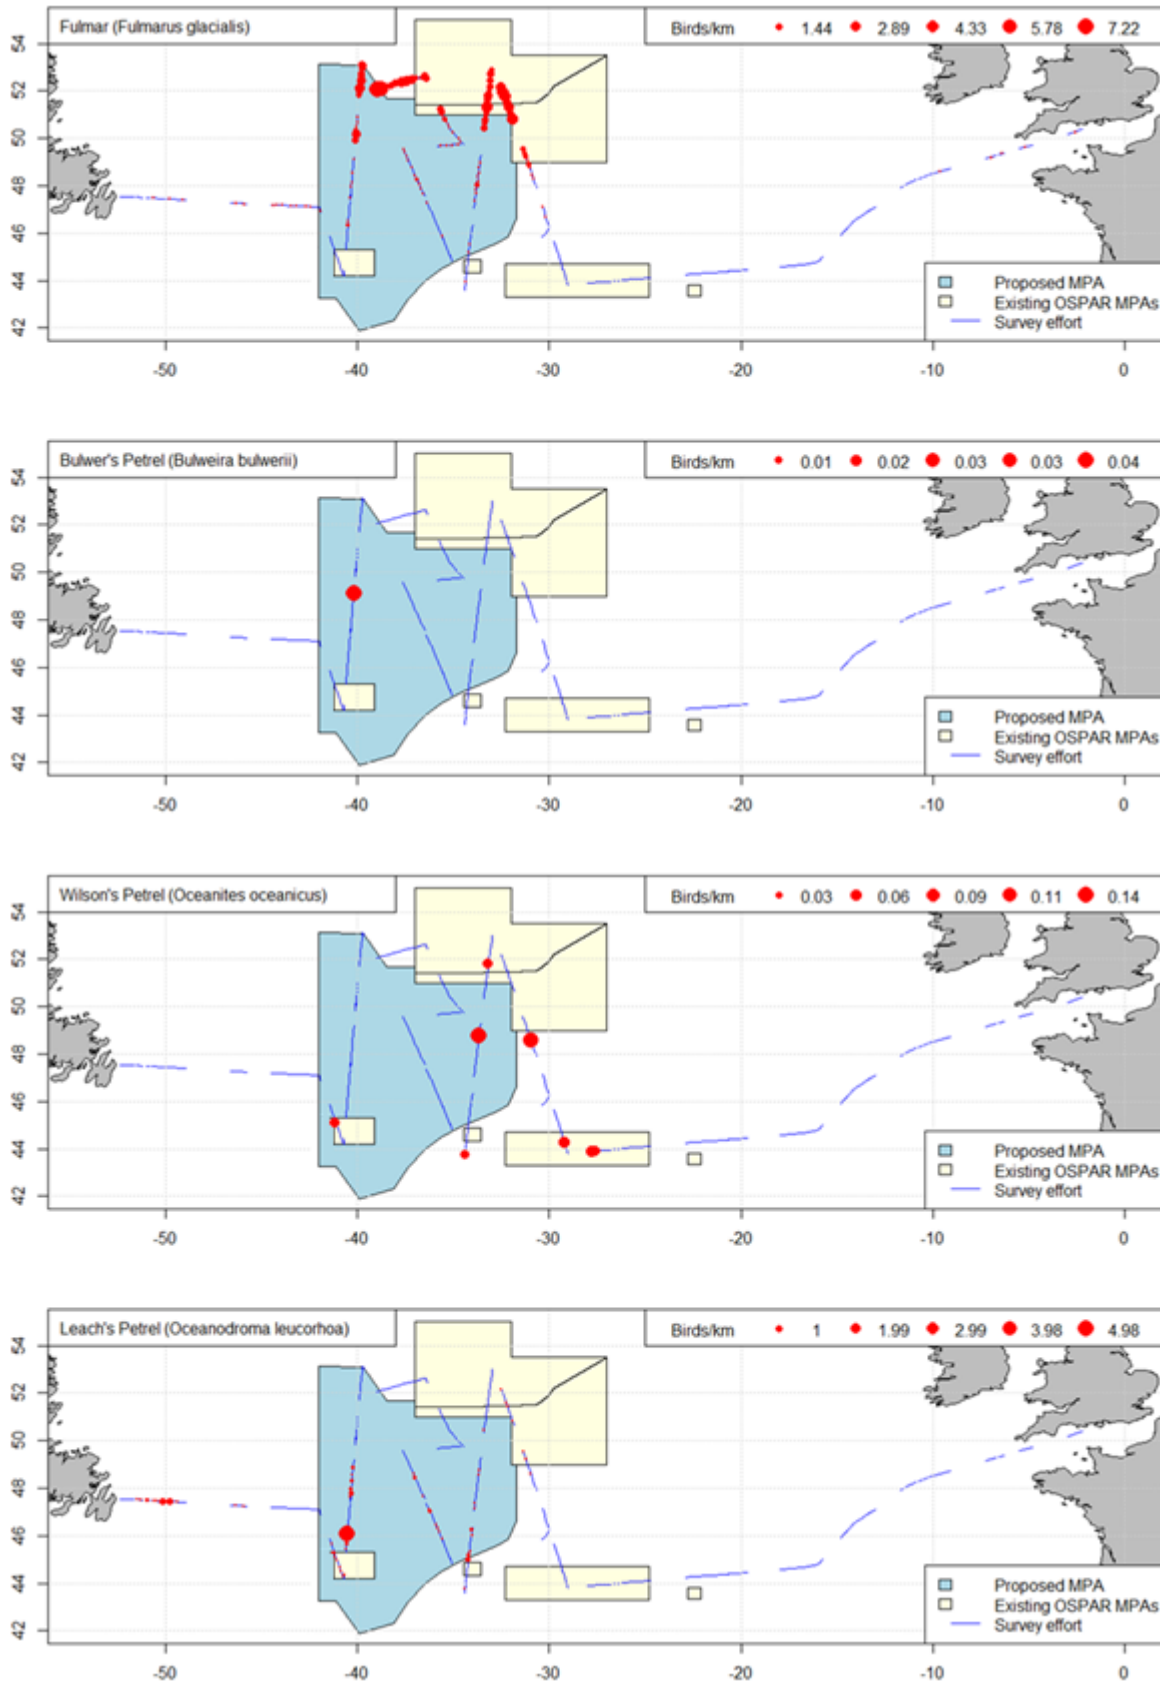 Fulmar (Fulmarus glacialis)
Birds/km 1.44 2.89 4.33 5.78 7.22
54
52
50
48
46
44
42
Proposed MPA
Existing OSPAR MPAs
Survey effort
-50 -40 -30 -20 -10 0
Bulwer's Petrel (Bulweira bulwerii)
Birds/km 0.01 0.02 0.03 0.03 0.04
54
52
50
48
46
44
42
Proposed MPA
Existing OSPAR MPAs
Survey effort
-50 -40 -30 -20 -10 0
Wilson's Petrel (Oceanites oceanicus)
Birds/km 0.03 0.06 0.09 0.11 0.14
54
52
50
48
46
44
42
Proposed MPA
Existing OSPAR MPAs
Survey effort
-50 -40 -30 -20 -10 0
Leach's Petrel (Oceanodroma leucorhoa)
Birds/km 1 1.99 2.99 3.98 4.98
54
52
50
48
46
44
42
Proposed MPA
Existing OSPAR MPAs
Survey effort
-50 -40 -30 -20 -10 0